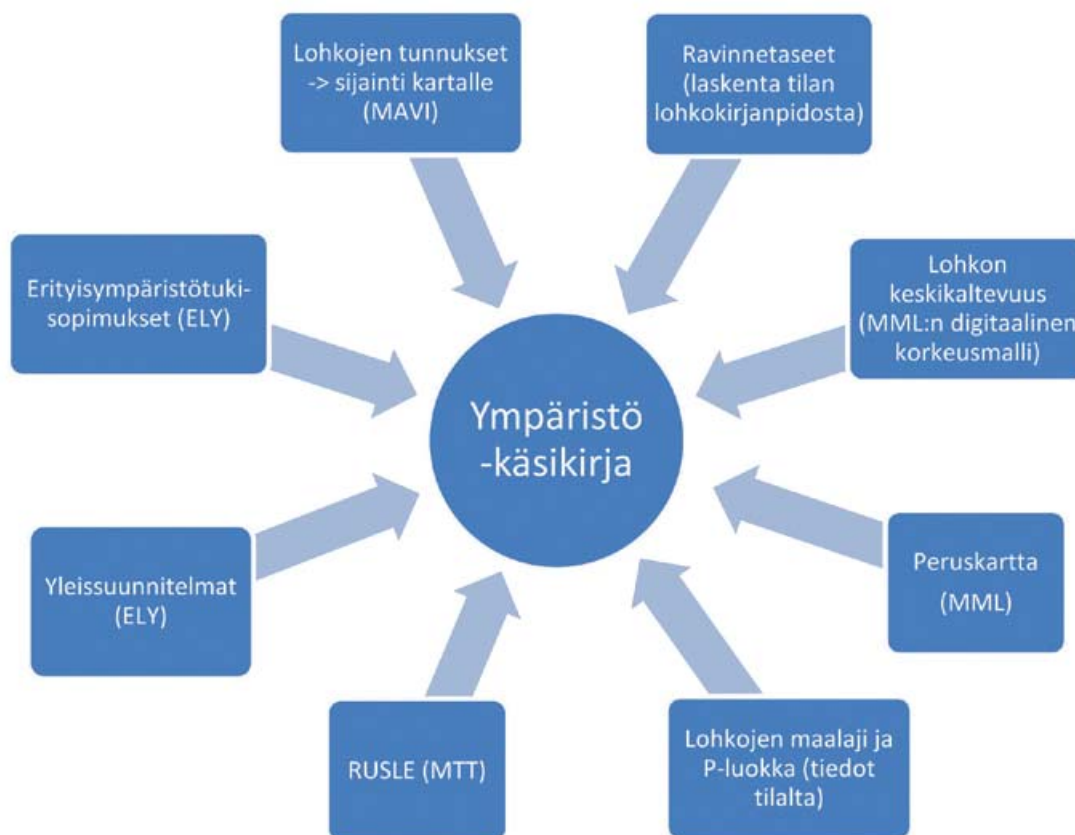 Lohkojen tunnukset
-> sijainti kartalle
(MAVI)
Ravinnetaseet
(laskenta tilan
lohkokirjanpidosta)
Erityisympäristötuki-
sopimukset (ELY)
Lohkon
keskikaltevuus
(MML:n digitaalinen
korkeusmalli)
Ympäristö
-käsikirja
Yleissuunnitelmat
(ELY)
Peruskartta
(MML)
RUSLE (MTT)
Lohkojen maalaji ja
P-luokka (tiedot
tilalta)